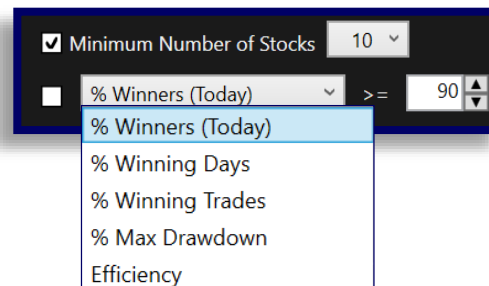 Minimum Number of Stocks 10
% Winners (Today) >= 90
% Winners (Today)
% Winning Days
% Winning Trades
% Max Drawdown
Efficiency